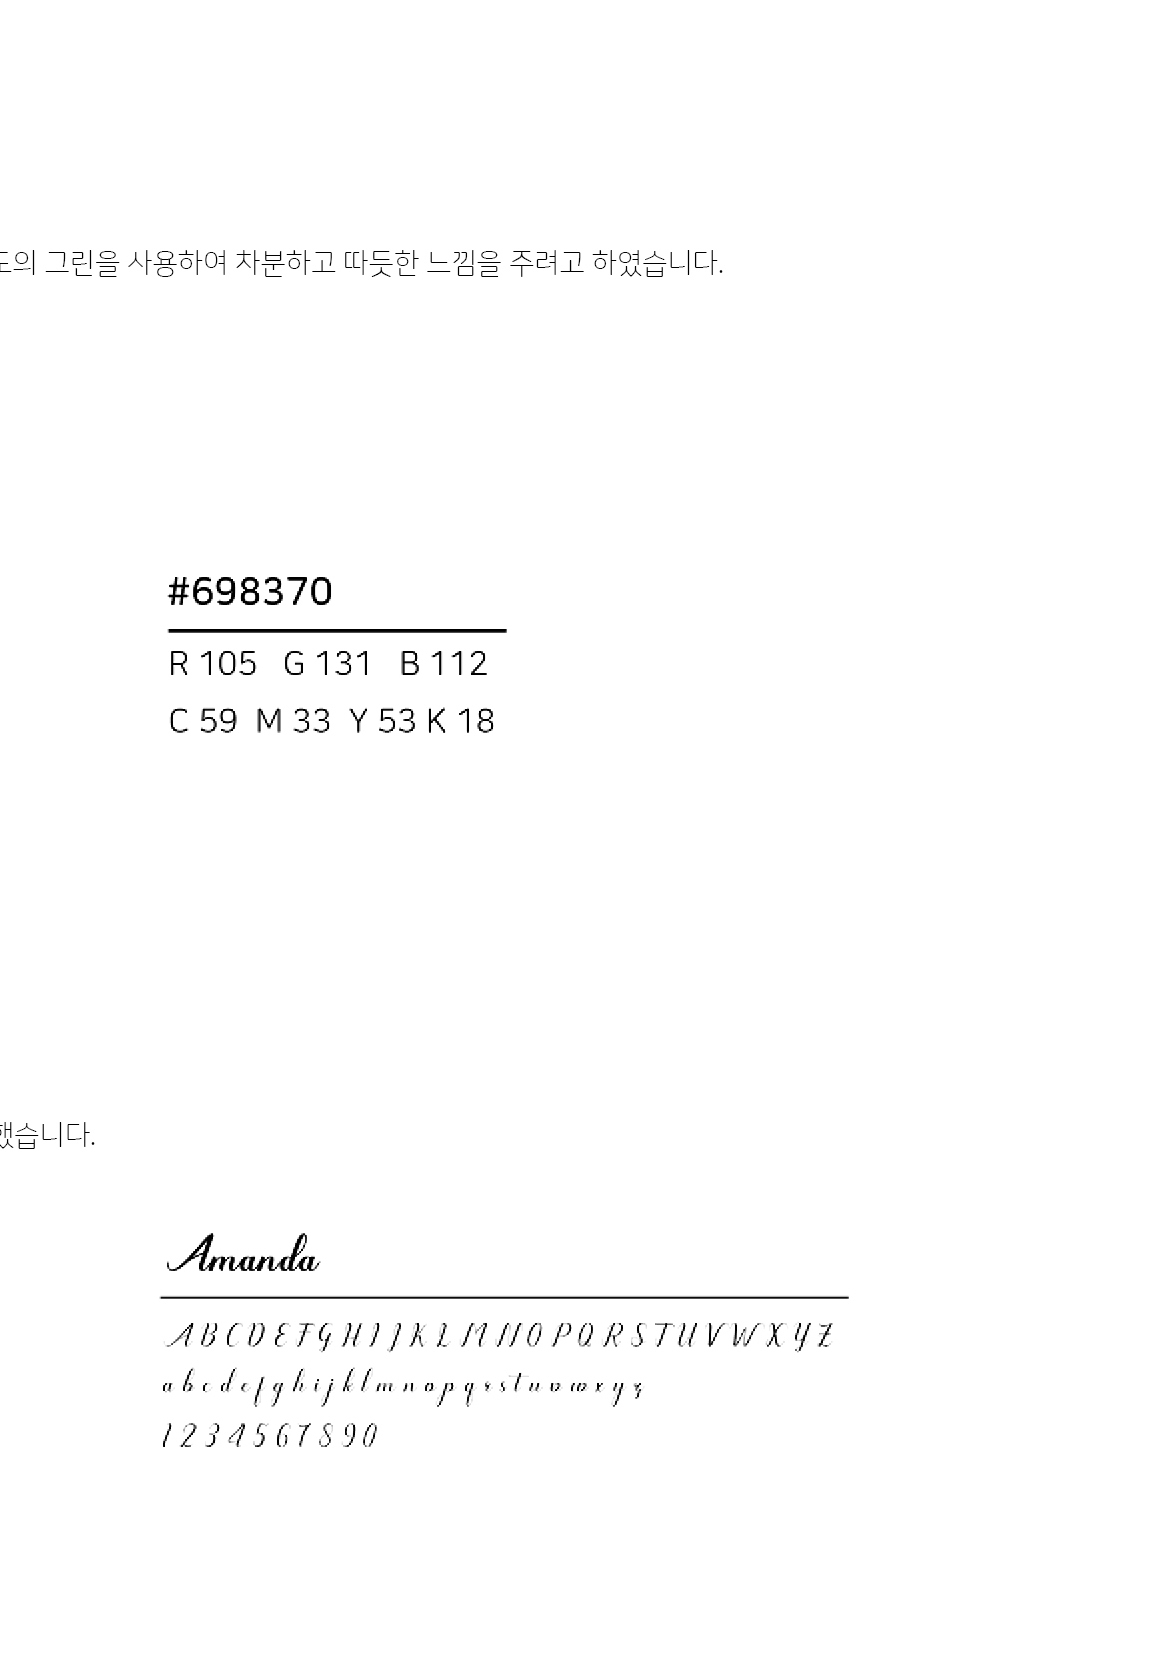 도의 그린을 사용하여 차분하고 따듯한 느낌을 주려고 하였습니다.
#698370
R 105 G 131 B 112
C 59 M 33 Y 53 K 18
했습니다.
Amanda
A B C D E F G H I J K L M N O P Q R S T U V W X Y Z
a b c d e f g h i j k l m n o p q r s t u v w x y z
1 2 3 4 5 6 7 8 9 0